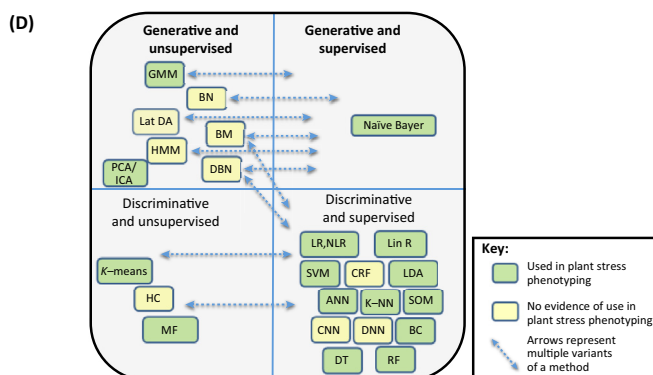 (D)
Generative and
unsupervised
Generative and
supervised
GMM
BN
Lat DA
BM
HMM
PCA/
ICA
DBN
Naïve Bayer
Discriminative
and unsupervised
Discriminative
and supervised
K–means
HC
MF
LR,NLR
Lin R
SVM
CRF
LDA
ANN
K–NN
SOM
CNN
DNN
BC
DT
RF
Key:
Used in plant stress
phenotyping
No evidence of use in
plant stress phenotyping
Arrows represent
multiple variants
of a method